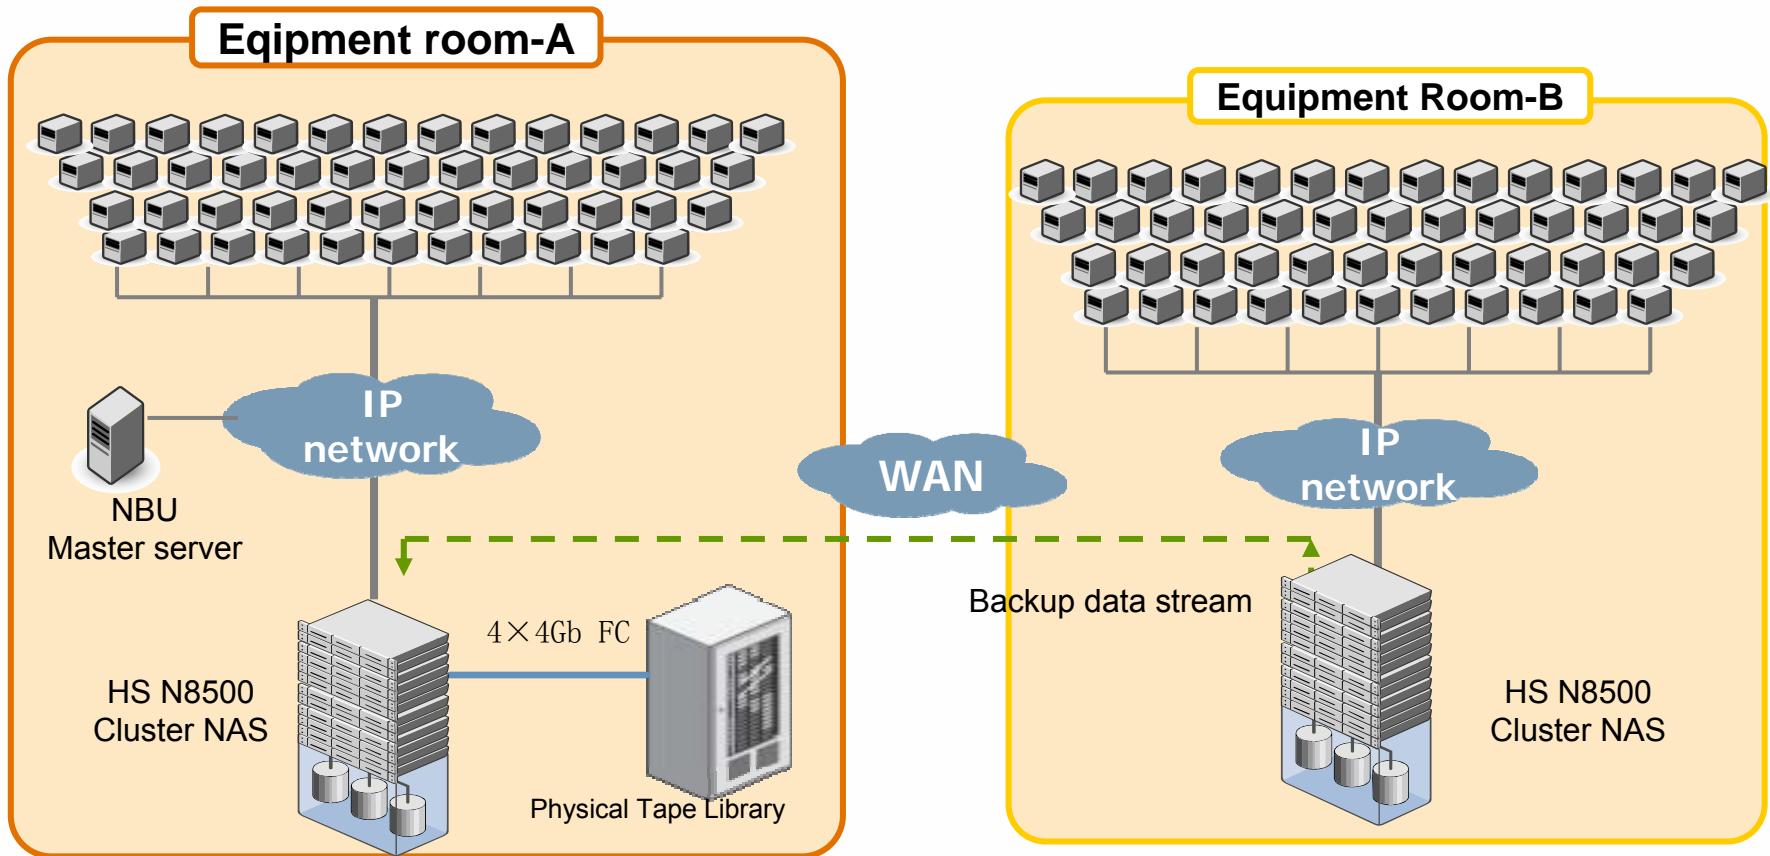 Eqipment room-A
Equipment Room-B
IP
network
WAN
IP
network
NBU
Master server
Backup data stream
4×4Gb FC
HS N8500
Cluster NAS
HS N8500
Cluster NAS
Physical Tape Library